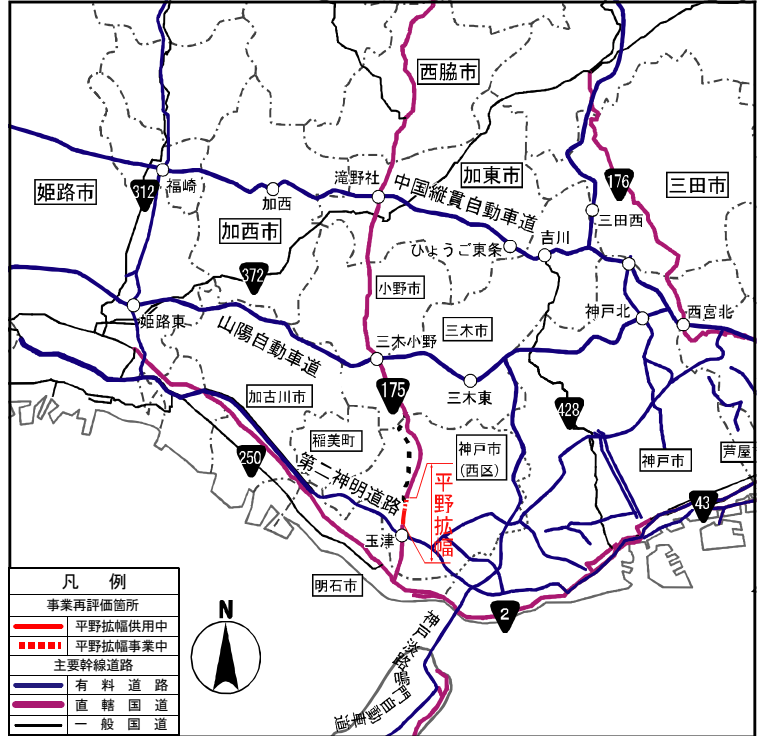 西脇市
加東市
176
三田市
姫路市
312
福崎
加西
滝野社
中国縦貫自動車道
加西市
三田西
ひょうご東条
吉川
372
小野市
姫路東
山陽自動車道
三木小野
三木市
神戸北
西宮北
175
三木東
加古川市
428
稲美町
神戸市
(西区)
神戸市
芦屋
250
第二神明道路
平野拡幅
43
玉津
明石市
2
神戸淡路鳴門自動車道
N
凡 例
事業再評価箇所
平野拡幅供用中
平野拡幅事業中
主要幹線道路
有料道路
直轄国道
一般国道